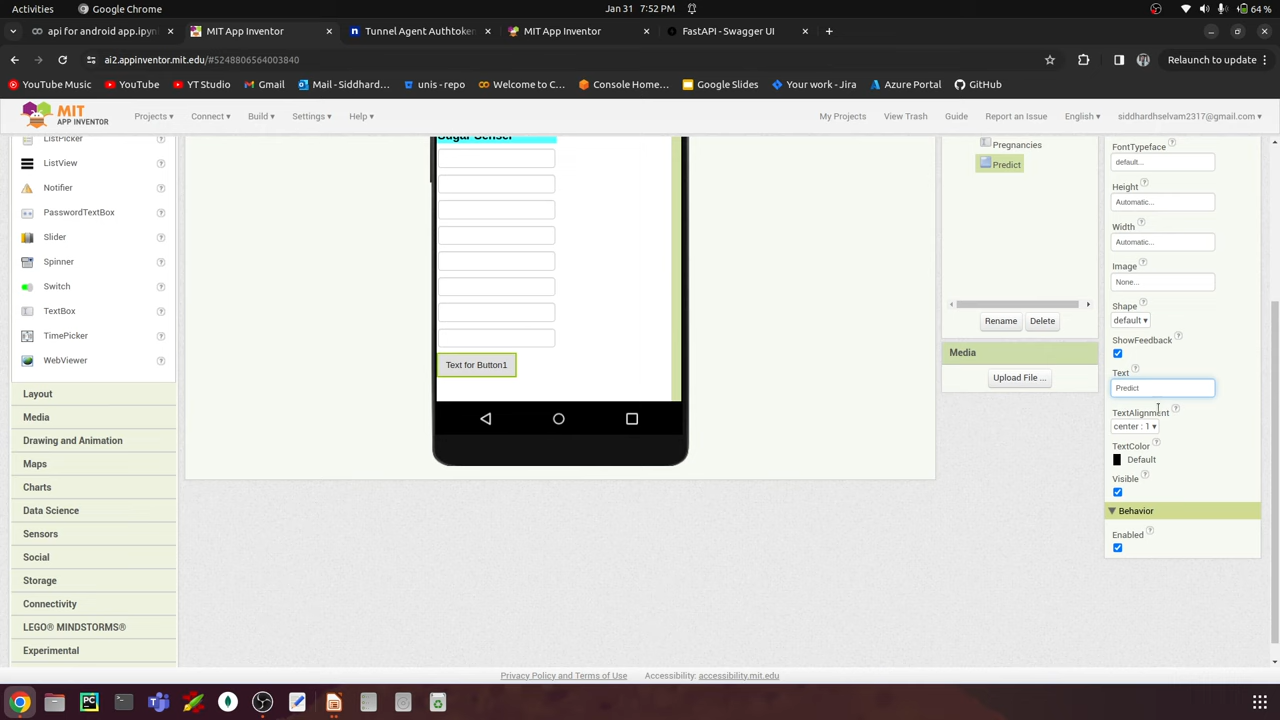 Activities
Google Chrome
Jan 31 7:52 PM
64 %
api for android app.ipyn
MIT App Inventor
Tunnel Agent Authtoken
MIT App Inventor
FastAPI - Swagger UI
ai2.appinventor.mit.edu/#5248806564003840
Relaunch to update
YouTube Music
YouTube
YT Studio
Gmail
Mail - Siddhard...
unis - repo
Welcome to C...
Console Home...
Google Slides
Your work - Jira
Azure Portal
GitHub
MIT
APP INVENTOR
Projects
Connect
Build
Settings
Help
My Projects
View Trash
Guide
Report an Issue
English
siddhardhselvam2317@gmail.com
ListPicker
ListView
Notifier
PasswordTextBox
Slider
Spinner
Switch
TextBox
TimePicker
WebViewer
Layout
Media
Drawing and Animation
Maps
Charts
Data Science
Sensors
Social
Storage
Connectivity
LEGO® MINDSTORMS®
Experimental
Sugar Senser
Text for Button1
Pregnancies
Predict
Rename
Delete
Media
Upload File ...
FontTypeface
default...
Height
Automatic...
Width
Automatic...
Image
None...
Shape
default
ShowFeedback
Text
Predict
TextAlignment
center : 1
TextColor
Default
Visible
Behavior
Enabled
Privacy Policy and Terms of Use
Accessibility: accessibility.mit.edu